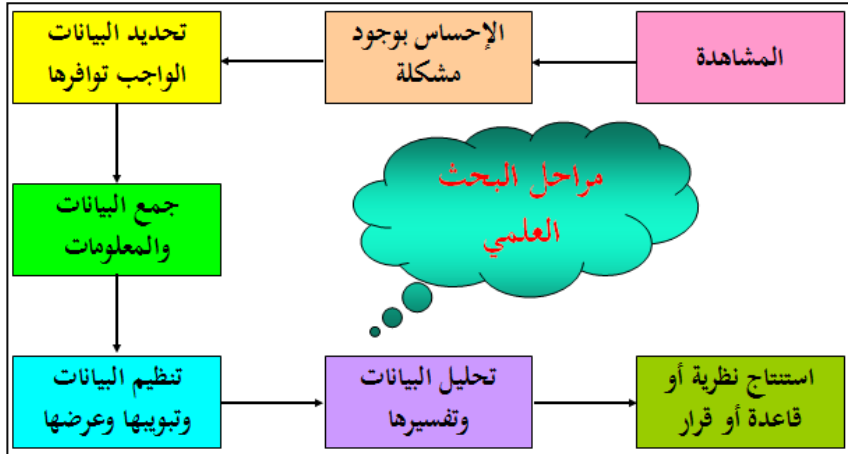 المشاهدة
الإحساس بوجود
مشكلة
تحديد البيانات
الواجب توافرها
مراحل البحث
العلمي
جمع البيانات
والمعلومات
تنظيم البيانات
وتبويبها وعرضها
تحليل البيانات
وتفسيرها
استنتاج نظرية أو
قاعدة أو قرار